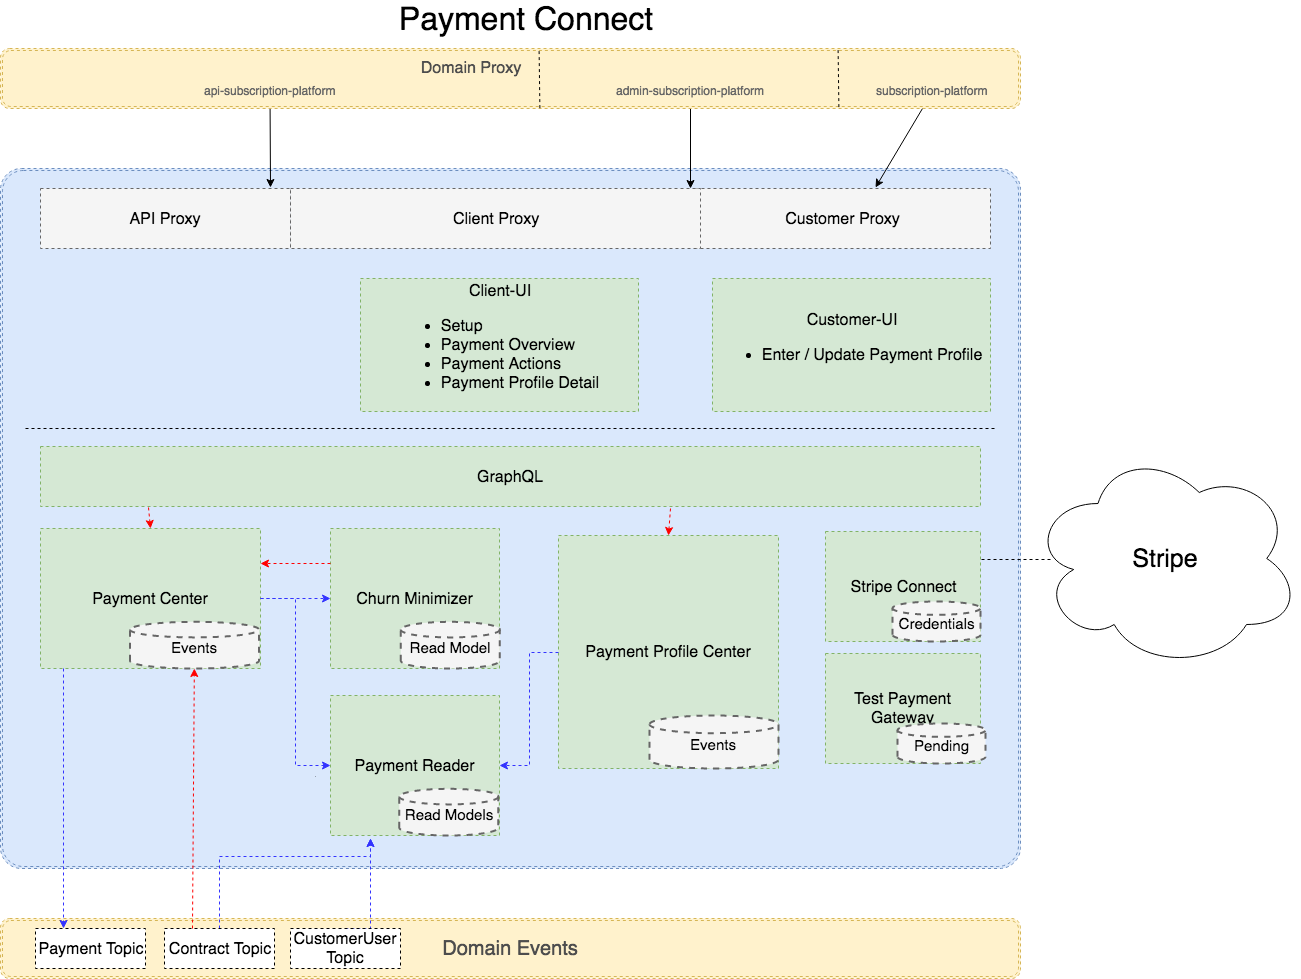 Payment Connect
Domain Proxy
api-subscription-platform
admin-subscription-platform
subscription-platform
API Proxy
Client Proxy
Customer Proxy
Client-UI
• Setup
• Payment Overview
• Payment Actions
• Payment Profile Detail
Customer-UI
• Enter / Update Payment Profile
GraphQL
Payment Center
Events
Churn Minimizer
Read Model
Payment Reader
Read Models
Payment Profile Center
Events
Stripe Connect
Credentials
Test Payment
Gateway
Pending
Stripe
Payment Topic
Contract Topic
CustomerUser
Topic
Domain Events